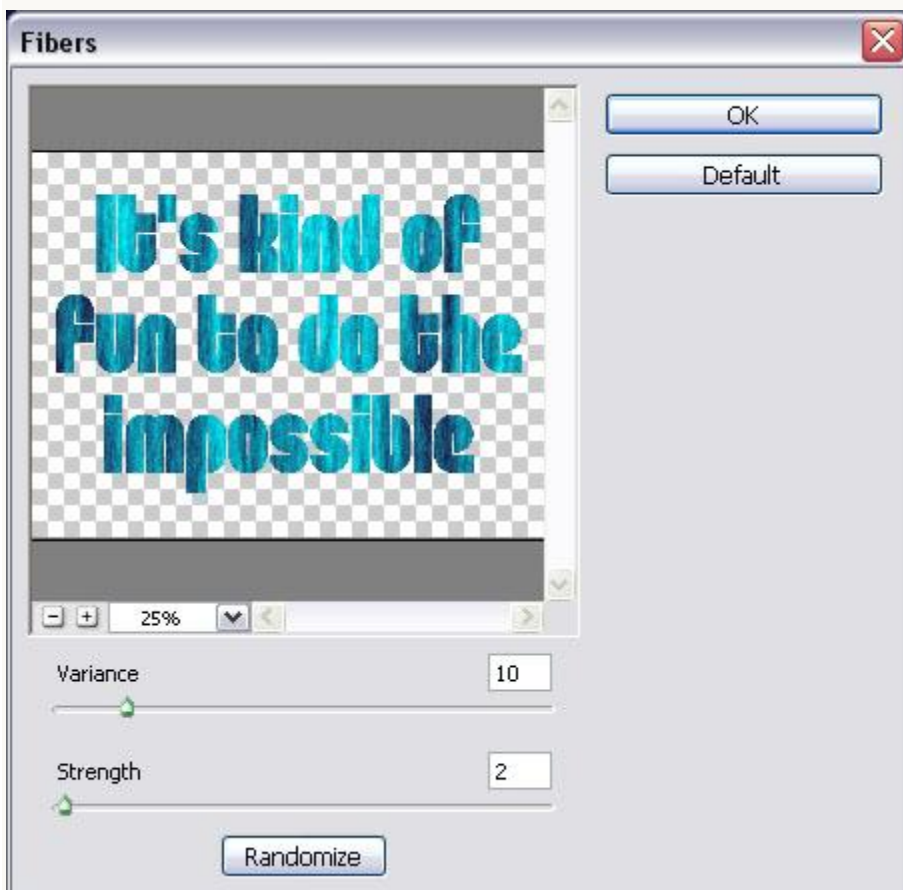 Fibers
OK
Default
It's kind of
fun to do the
impossible
25%
Variance
10
Strength
2
Randomize